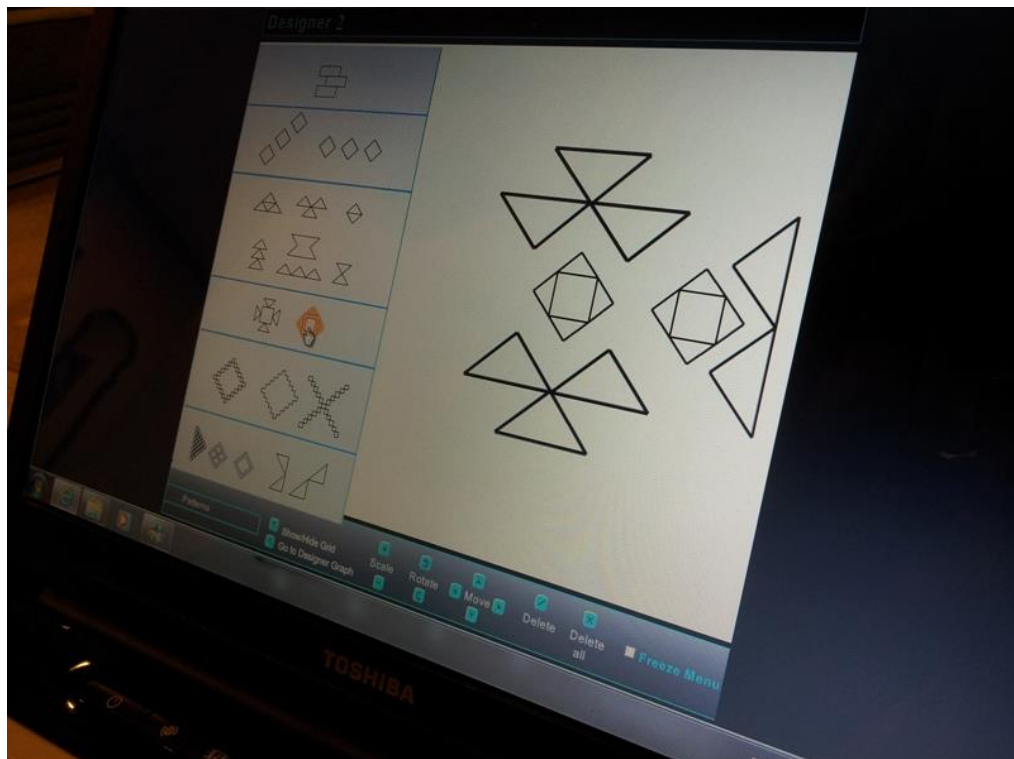 Designer 2
Patterns
Show/Hide Grid
Go to Designer Graph
Scale
Rotate
Move
Delete
Delete
all
Freeze Menu
TOSHIBA